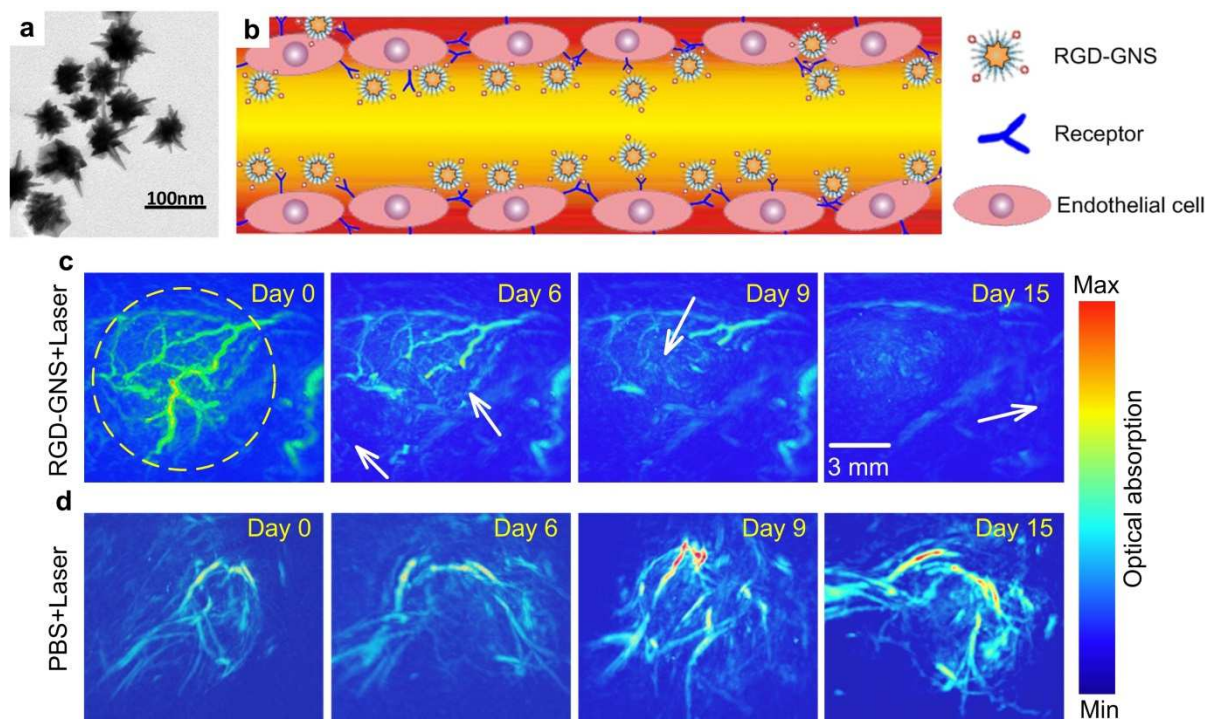 a
100nm
b
RGD-GNS
Receptor
Endothelial cell
c
RGD-GNS+Laser
Day 0
Day 6
Day 9
Day 15
3 mm
d
PBS+Laser
Day 0
Day 6
Day 9
Day 15
Max
Optical absorption
Min